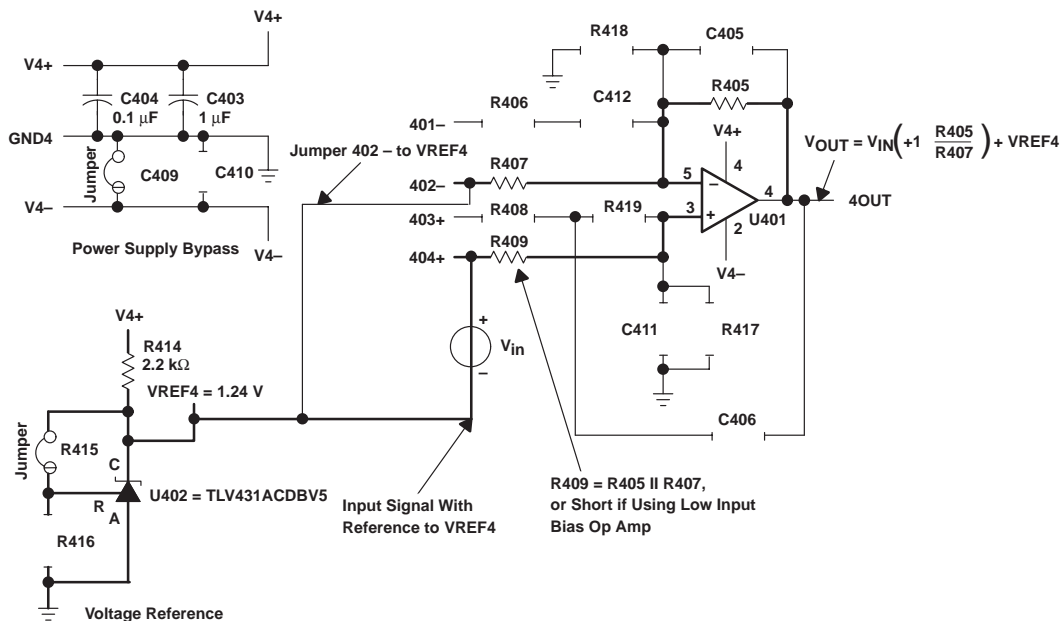 V4+
V4+
C404
0.1 µF
C403
1 µF
GND4
Jumper
C409
C410
V4–
Power Supply Bypass
V4–
R418
C405
R406
C412
R405
401–
Jumper 402 – to VREF4
R407
V4+
402–
5
–
4
4
403+
R408
R419
3
+
U401
4OUT
2
R409
404+
V4–
VOUT = VIN(+1 R405/R407) + VREF4
C411
R417
+
Vin
–
C406
V4+
R414
2.2 kΩ
VREF4 = 1.24 V
Jumper
R415
C
U402 = TLV431ACDBV5
R
A
R416
Voltage Reference
Input Signal With
Reference to VREF4
R409 = R405 II R407,
or Short if Using Low Input
Bias Op Amp